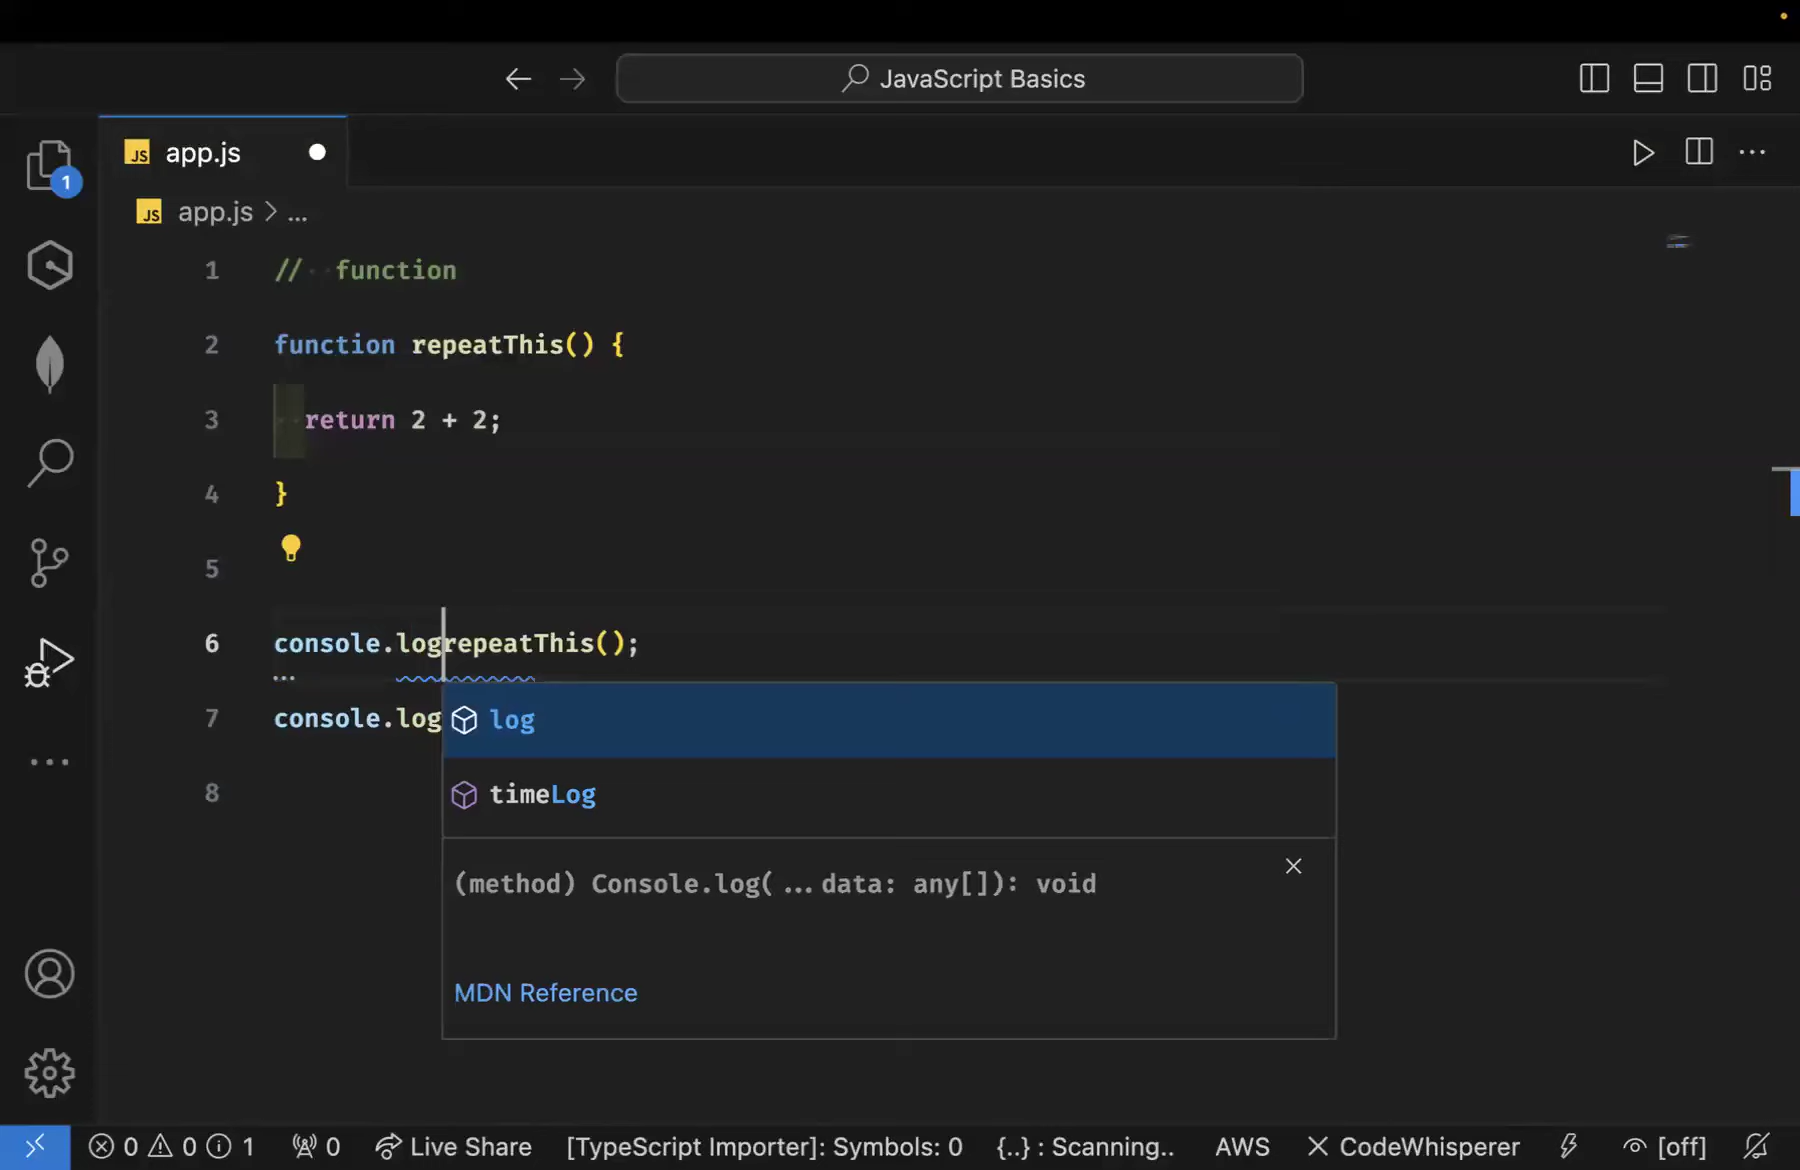 JavaScript Basics
JS app.js
1
JS app.js > ...
1 // function
2 function repeatThis() {
3 return 2 + 2;
4 }
5
6 console.logrepeatThis();
7 console.log
log
8
timeLog
(method) Console.log(...data: any[]): void
MDN Reference
0 0 1 0 Live Share [TypeScript Importer]: Symbols: 0 {..} : Scanning.. AWS CodeWhisperer [off]